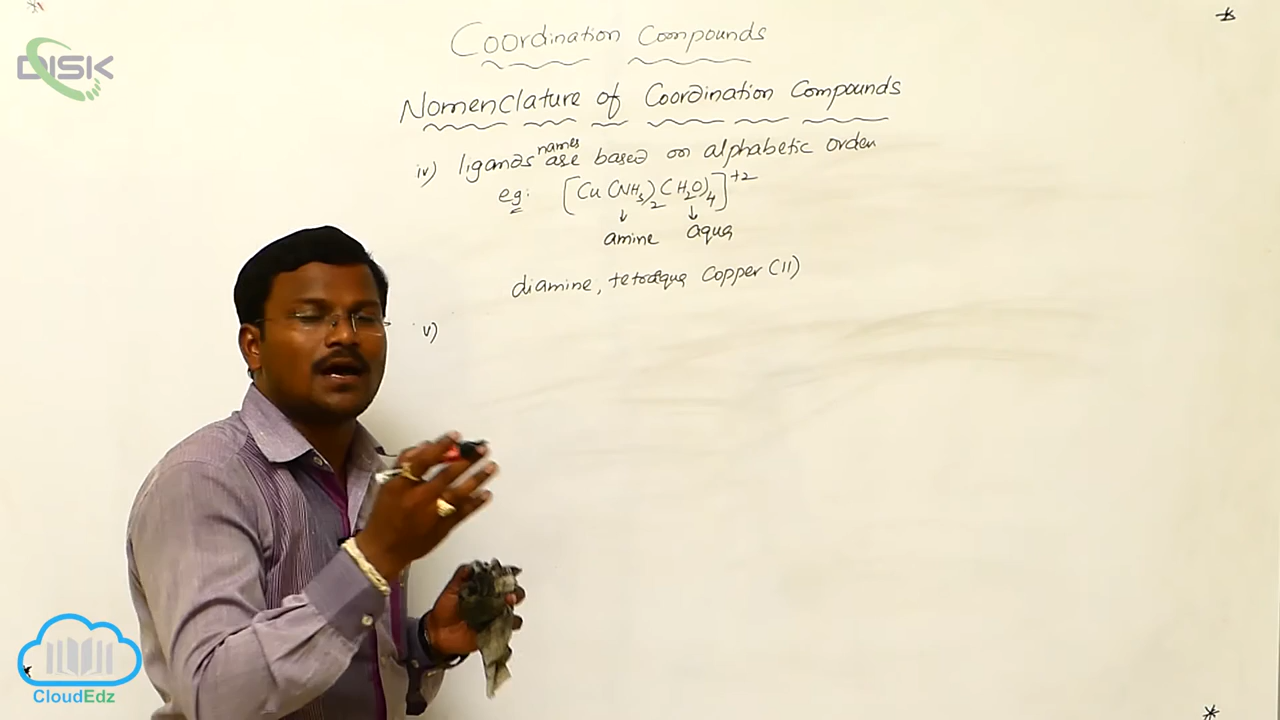 DISK
Coordination Compounds
Nomenclature of Coordination Compounds
iv) ligands names are based on alphabetic order
eg: [Cu(NH3)2(H2O)4]+2
amine aqua
diamine, tetraaqua Copper (II)
v)
CloudEdz